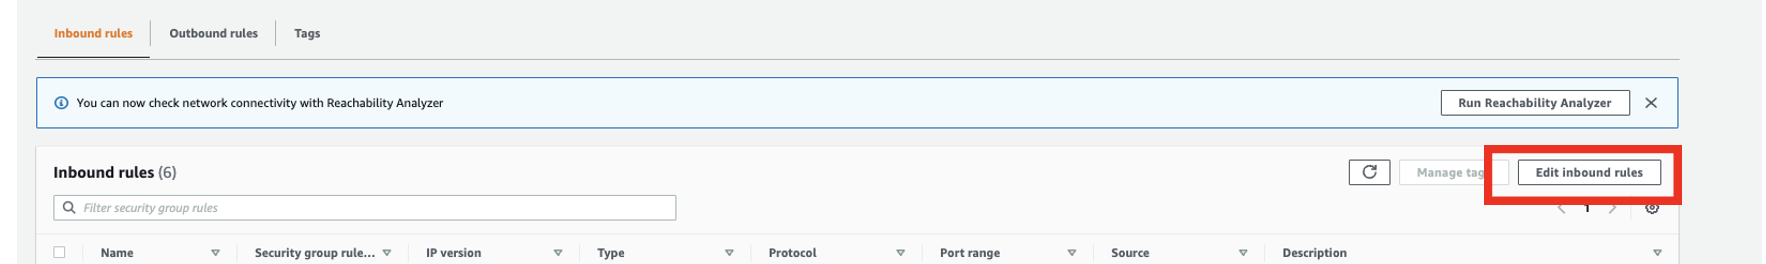 Inbound rules Outbound rules Tags
You can now check network connectivity with Reachability Analyzer Run Reachability Analyzer
Inbound rules (6) Manage tag Edit inbound rules
Filter security group rules 1
Name Security group rule... IP version Type Protocol Port range Source Description